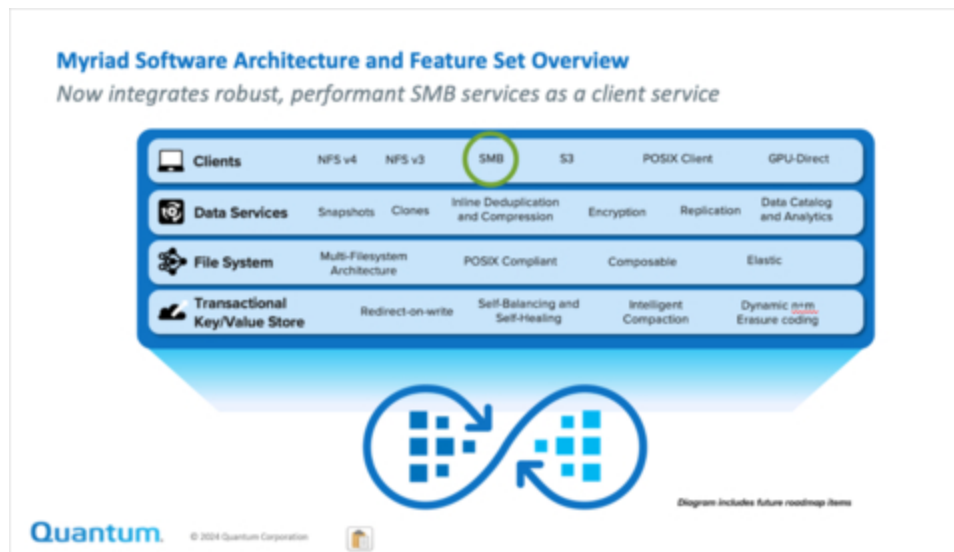 Myriad Software Architecture and Feature Set Overview
Now integrates robust, performant SMB services as a client service
Clients NFS v4 NFS v3 SMB S3 POSIX Client GPU-Direct
Data Services Snapshots Clones Inline Deduplication and Compression Encryption Replication Data Catalog and Analytics
File System Multi-Filesystem Architecture POSIX Compliant Composable Elastic
Transactional Key/Value Store Redirect-on-write Self-Balancing and Self-Healing Intelligent Compaction Dynamic n+m Erasure coding
Diagram includes future roadmap items
Quantum. © 2024 Quantum Corporation